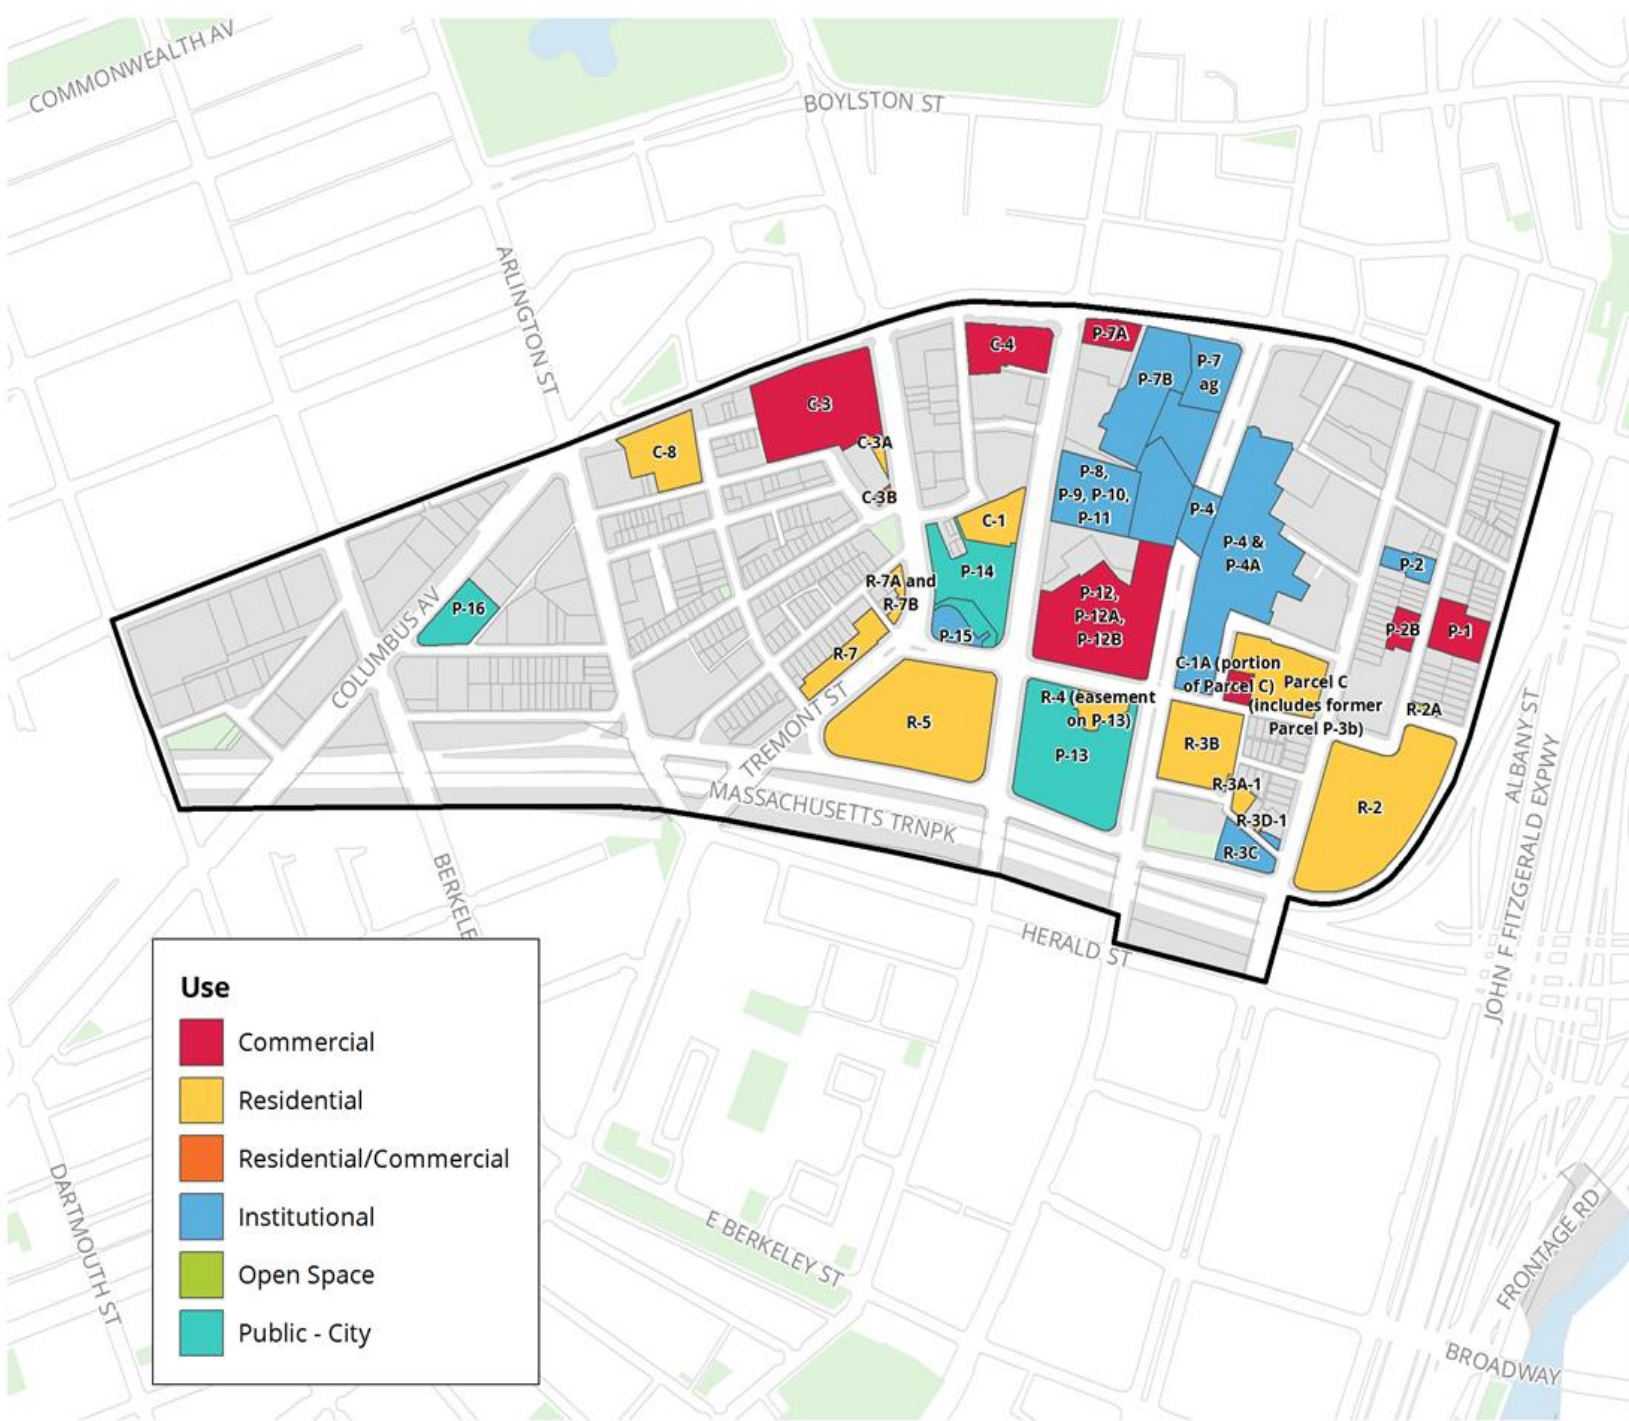 COMMONWEALTH AV
BOYLSTON ST
ARLINGTON ST
C-4
P-7A
P-7
ag
P-7B
C-3
C-3A
C-8
C-3B
P-8,
P-9, P-10,
P-11
P-4
C-1
P-4 &
P-4A
P-2
P-14
R-7A and
R-7B
P-16
P-12,
P-12A,
P-12B
P-15
P-2B
P-1
R-7
C-1A (portion
of Parcel C)
Parcel C
(includes former
Parcel P-3b)
R-4 (easement
on P-13)
R-2A
COLUMBUS AV
TREMONT ST
R-5
R-3B
P-13
R-3A-1
R-2
R-3D-1
R-3C
MASSACHUSETTS TRNPK
ALBANY ST
JOHN F FITZGERALD EXPWY
BERKELE
HERALD ST
Use
Commercial
Residential
Residential/Commercial
Institutional
Open Space
Public - City
DARTMOUTH ST
E BERKELEY ST
FRONTAGE RD
BROADWAY